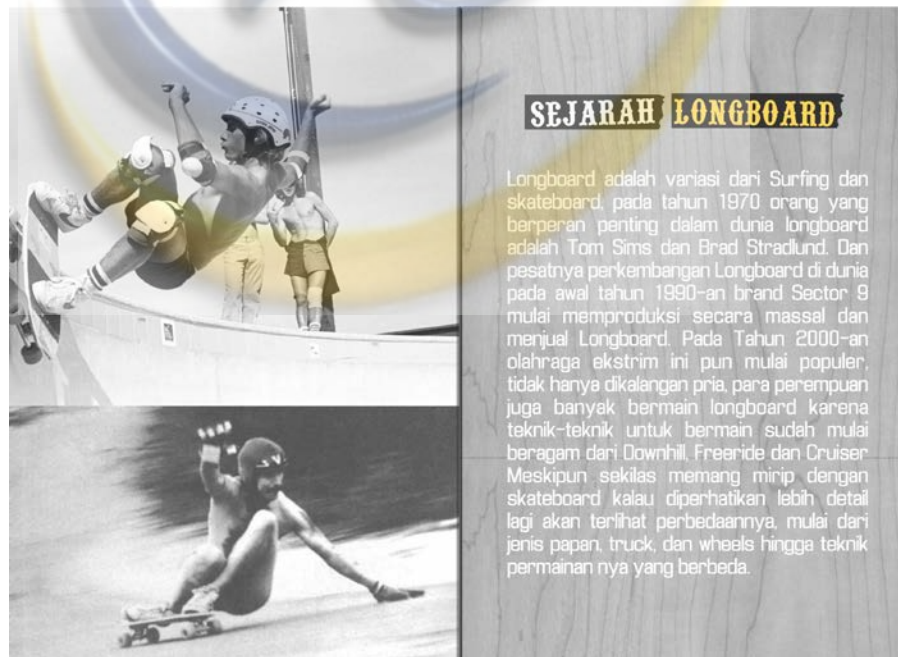 SEJARAH LONGBOARD
Longboard adalah variasi dari Surfing dan
skateboard, pada tahun 1970 orang yang
berperan penting dalam dunia longboard
adalah Tom Sims dan Brad Stradlund. Dan
pesatnya perkembangan Longboard di dunia
pada awal tahun 1990-an brand Sector 9
mulai memproduksi secara massal dan
menjual Longboard. Pada Tahun 2000-an
olahraga ekstrim ini pun mulai populer,
tidak hanya dikalangan pria, para perempuan
juga banyak bermain longboard karena
teknik-teknik untuk bermain sudah mulai
beragam dari Downhill, Freeride dan Cruiser
Meskipun sekilas memang mirip dengan
skateboard kalau diperhatikan lebih detail
lagi akan terlihat perbedaannya, mulai dari
jenis papan, truck, dan wheels hingga teknik
permainan nya yang berbeda.